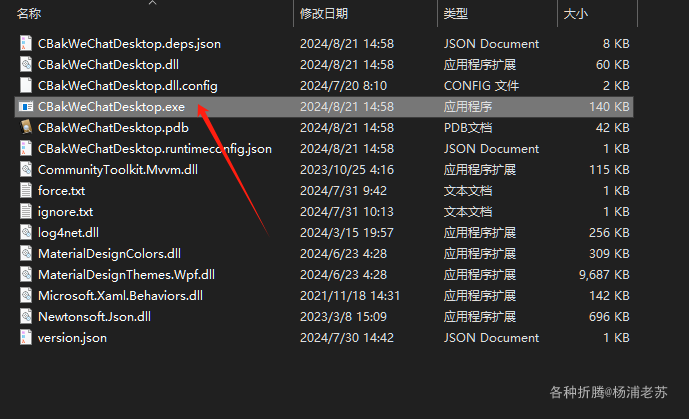 名称 修改日期 类型 大小
CBakWeChatDesktop.deps.json 2024/8/21 14:58 JSON Document 8 KB
CBakWeChatDesktop.dll 2024/8/21 14:58 应用程序扩展 60 KB
CBakWeChatDesktop.dll.config 2024/7/20 8:10 CONFIG 文件 2 KB
CBakWeChatDesktop.exe 2024/8/21 14:58 应用程序 140 KB
CBakWeChatDesktop.pdb 2024/8/21 14:58 PDB文档 42 KB
CBakWeChatDesktop.runtimeconfig.json 2024/8/21 14:58 JSON Document 1 KB
CommunityToolkit.Mvvm.dll 2023/10/25 4:16 应用程序扩展 115 KB
force.txt 2024/7/31 9:42 文本文档 1 KB
ignore.txt 2024/7/31 10:13 文本文档 1 KB
log4net.dll 2024/3/15 19:57 应用程序扩展 256 KB
MaterialDesignColors.dll 2024/6/23 4:28 应用程序扩展 309 KB
MaterialDesignThemes.Wpf.dll 2024/6/23 4:28 应用程序扩展 9,687 KB
Microsoft.Xaml.Behaviors.dll 2021/11/18 14:31 应用程序扩展 142 KB
Newtonsoft.Json.dll 2023/3/8 15:09 应用程序扩展 696 KB
version.json 2024/7/30 14:42 JSON Document 1 KB
各种折腾@杨浦老苏